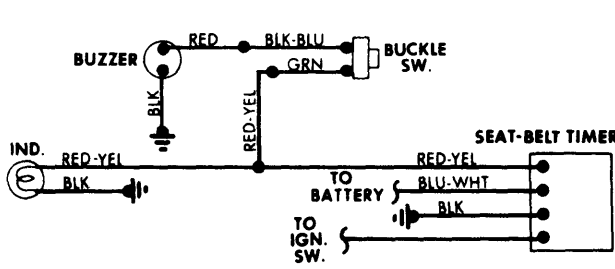 RED
BLK-BLU
BUCKLE
SW.
BUZZER
GRN
BLK
RED-YEL
SEAT-BELT TIMER
IND.
RED-YEL
RED-YEL
BLK
TO
BATTERY
BLU-WHT
BLK
TO
IGN.
SW.